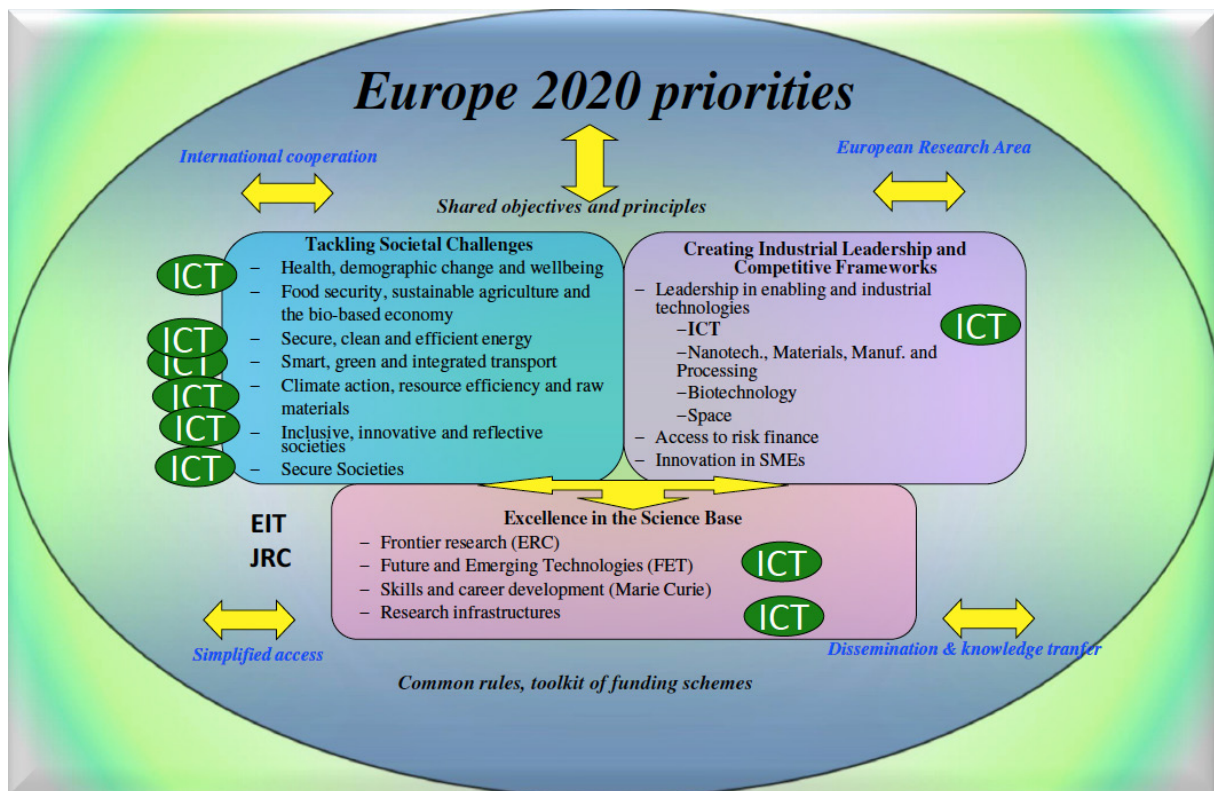 Europe 2020 priorities
International cooperation
European Research Area
Shared objectives and principles
Tackling Societal Challenges
ICT
– Health, demographic change and wellbeing
– Food security, sustainable agriculture and
the bio-based economy
ICT
– Secure, clean and efficient energy
ICT
– Smart, green and integrated transport
ICT
– Climate action, resource efficiency and raw
materials
ICT
– Inclusive, innovative and reflective
societies
ICT
– Secure Societies
Creating Industrial Leadership and
Competitive Frameworks
– Leadership in enabling and industrial
technologies
–ICT
ICT
–Nanotech., Materials, Manuf. and
Processing
–Biotechnology
–Space
– Access to risk finance
– Innovation in SMEs
EIT
JRC
Excellence in the Science Base
– Frontier research (ERC)
– Future and Emerging Technologies (FET)
ICT
– Skills and career development (Marie Curie)
– Research infrastructures
ICT
Simplified access
Dissemination & knowledge tranfer
Common rules, toolkit of funding schemes